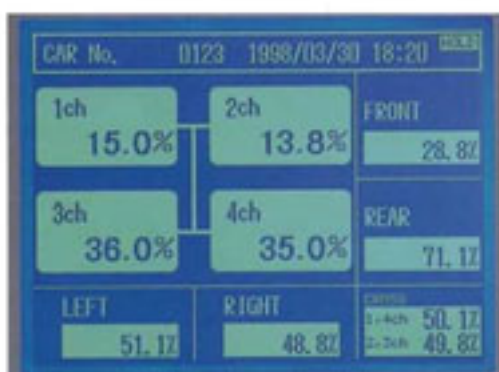 CAR No. 0123 1998/03/30 18:20 HOLD
1ch 2ch FRONT
15.0% 13.8% 28.8%
3ch 4ch REAR
36.0% 35.0% 71.1%
LEFT RIGHT CROSS
51.1% 48.8%
1.4ch 50.1%
2.3ch 49.8%